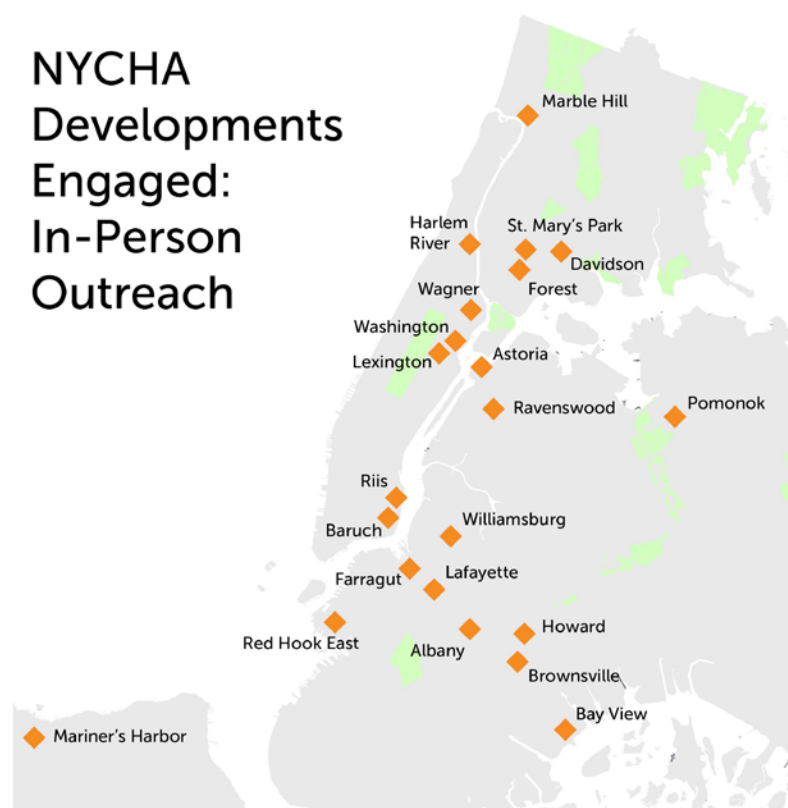 NYCHA
Developments
Engaged:
In-Person
Outreach
Marble Hill
Harlem
River
St. Mary's Park
Davidson
Forest
Wagner
Washington
Lexington
Astoria
Ravenswood
Pomonok
Riis
Baruch
Williamsburg
Farragut
Lafayette
Red Hook East
Albany
Howard
Brownsville
Bay View
Mariner's Harbor